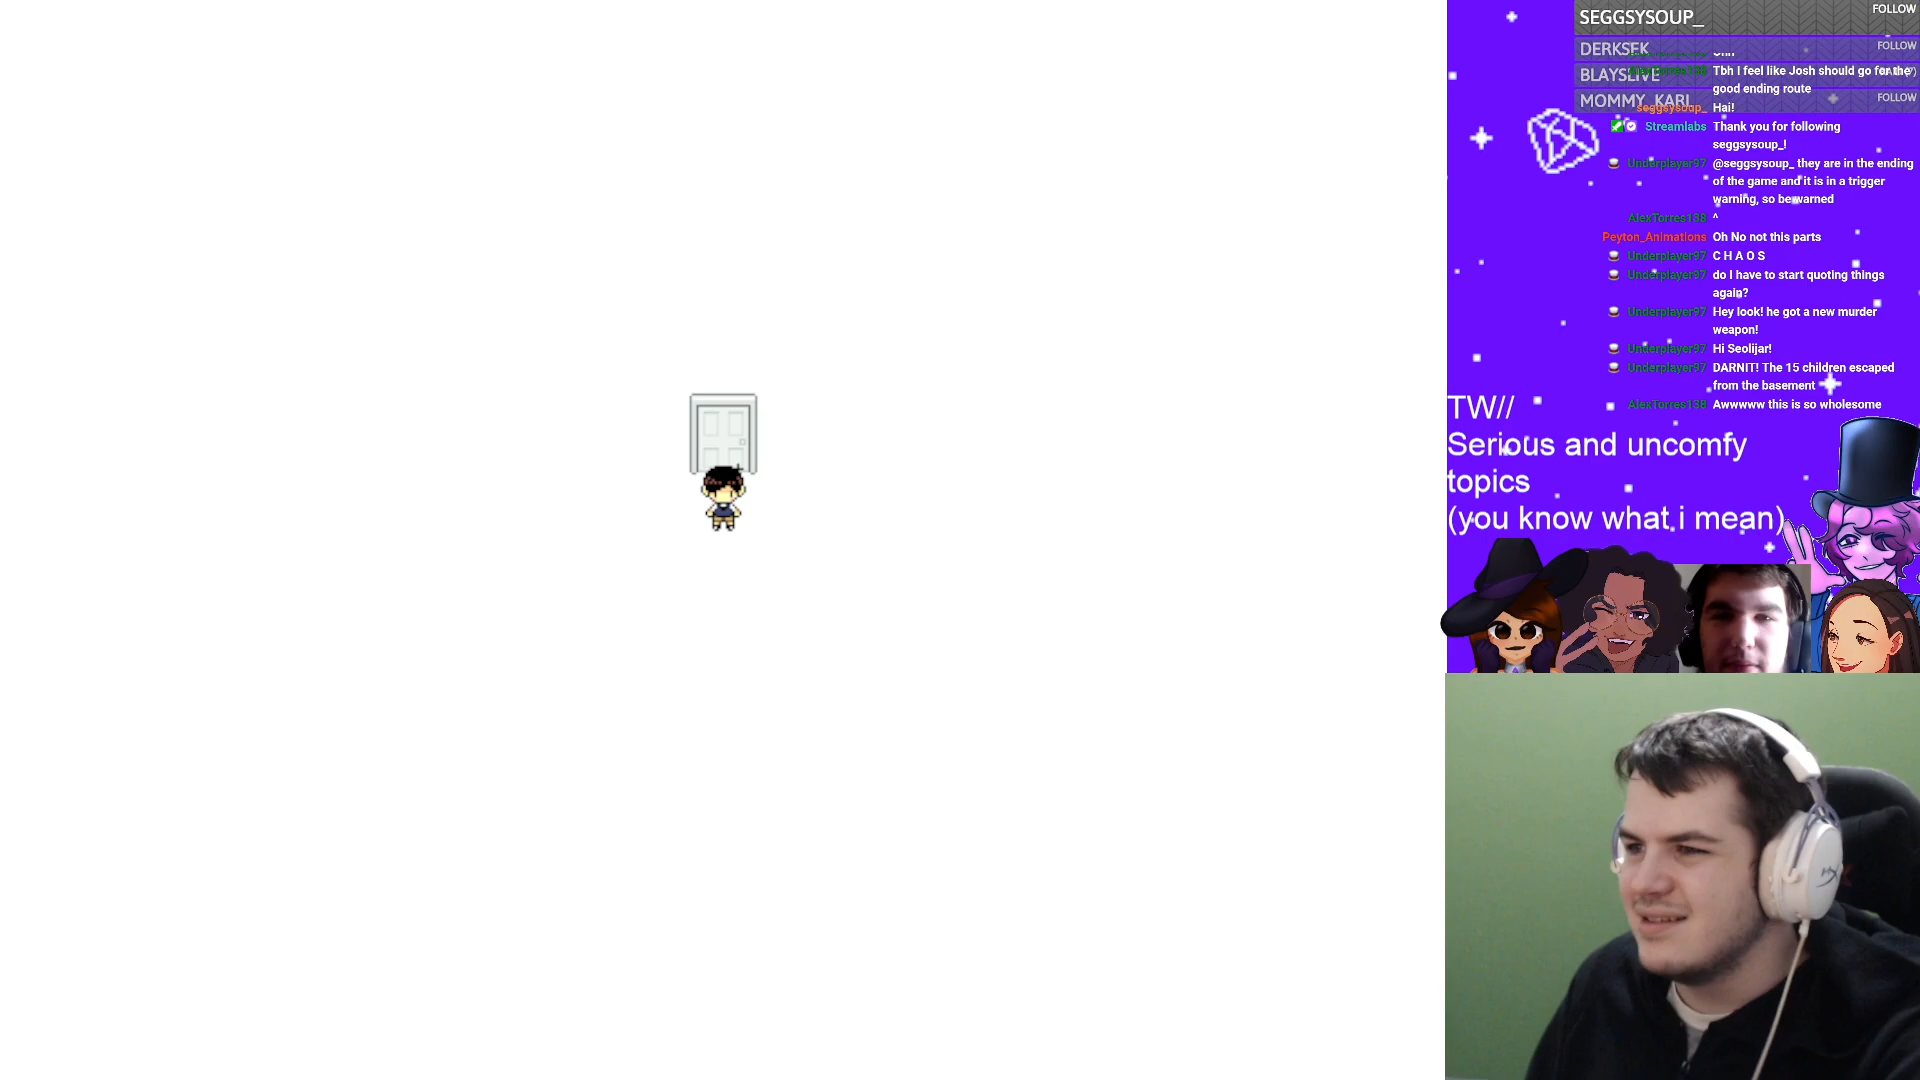 SEGGSYSOUP_ FOLLOW
DERKSEK FOLLOW
BLAYSLIVE
MOMMY_KARI FOLLOW
AlexTorres138 Tbh I feel like Josh should go for the
good ending route
seggsysoup_ Hai!
Streamlabs Thank you for following
seggsysoup_!
Underplayer97 @seggsysoup_ they are in the ending
of the game and it is in a trigger
warning, so be warned
AlexTorres138 ^
Peyton_Animations Oh No not this parts
Underplayer97 C H A O S
Underplayer97 do I have to start quoting things
again?
Underplayer97 Hey look! he got a new murder
weapon!
Underplayer97 Hi Seolijar!
Underplayer97 DARNIT! The 15 children escaped
from the basement
AlexTorres138 Awwwww this is so wholesome
TW//
Serious and uncomfy
topics
(you know what i mean)